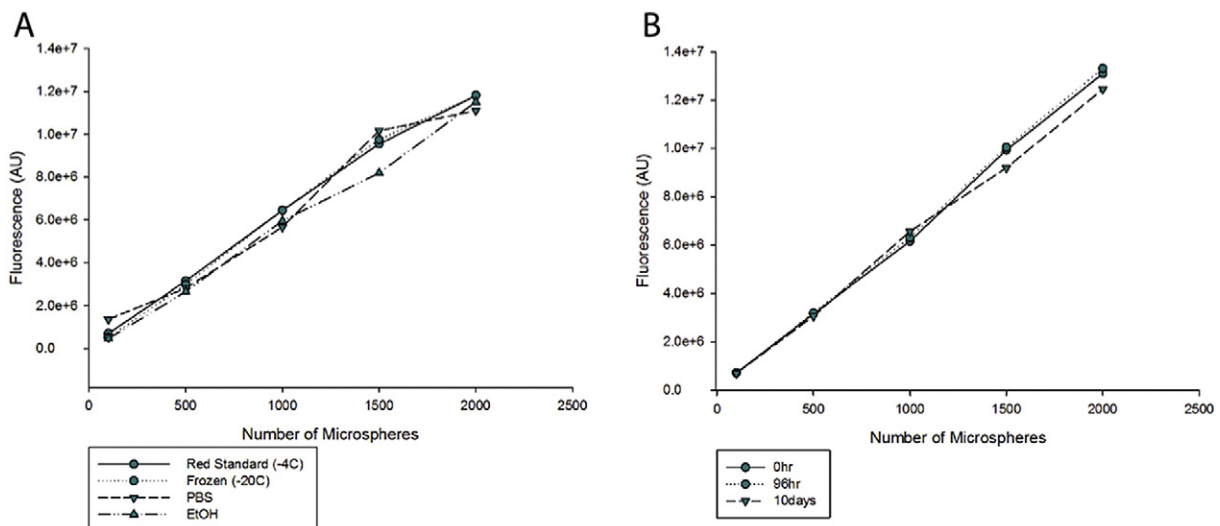 A
1.4e+7
1.2e+7
1.0e+7
8.0e+6
6.0e+6
4.0e+6
2.0e+6
0.0
Fluorescence (AU)
0
500
1000
1500
2000
2500
Number of Microspheres
Red Standard (-4C)
Frozen (-20C)
PBS
EtOH
B
1.4e+7
1.2e+7
1.0e+7
8.0e+6
6.0e+6
4.0e+6
2.0e+6
0.0
Fluorescence (AU)
0
500
1000
1500
2000
2500
Number of Microspheres
0hr
96hr
10days